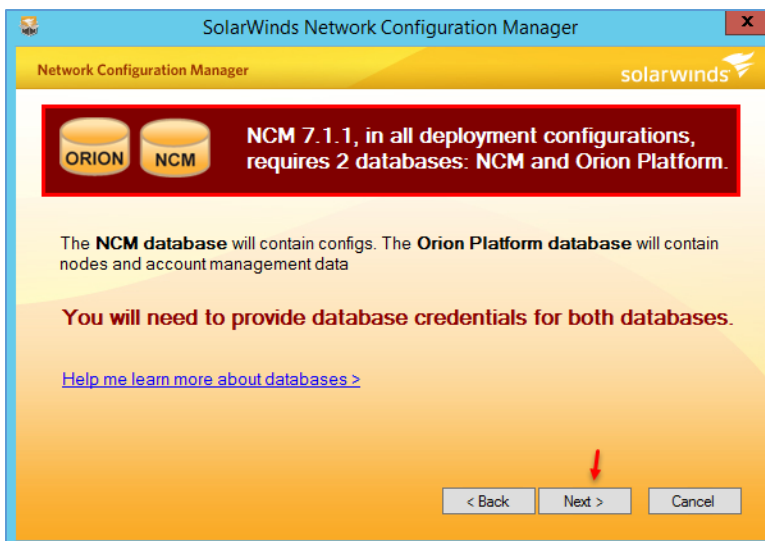 SolarWinds Network Configuration Manager
x
Network Configuration Manager
solarwinds
ORION
NCM
NCM 7.1.1, in all deployment configurations,
requires 2 databases: NCM and Orion Platform.
The NCM database will contain configs. The Orion Platform database will contain
nodes and account management data
You will need to provide database credentials for both databases.
Help me learn more about databases >
< Back
Next >
Cancel